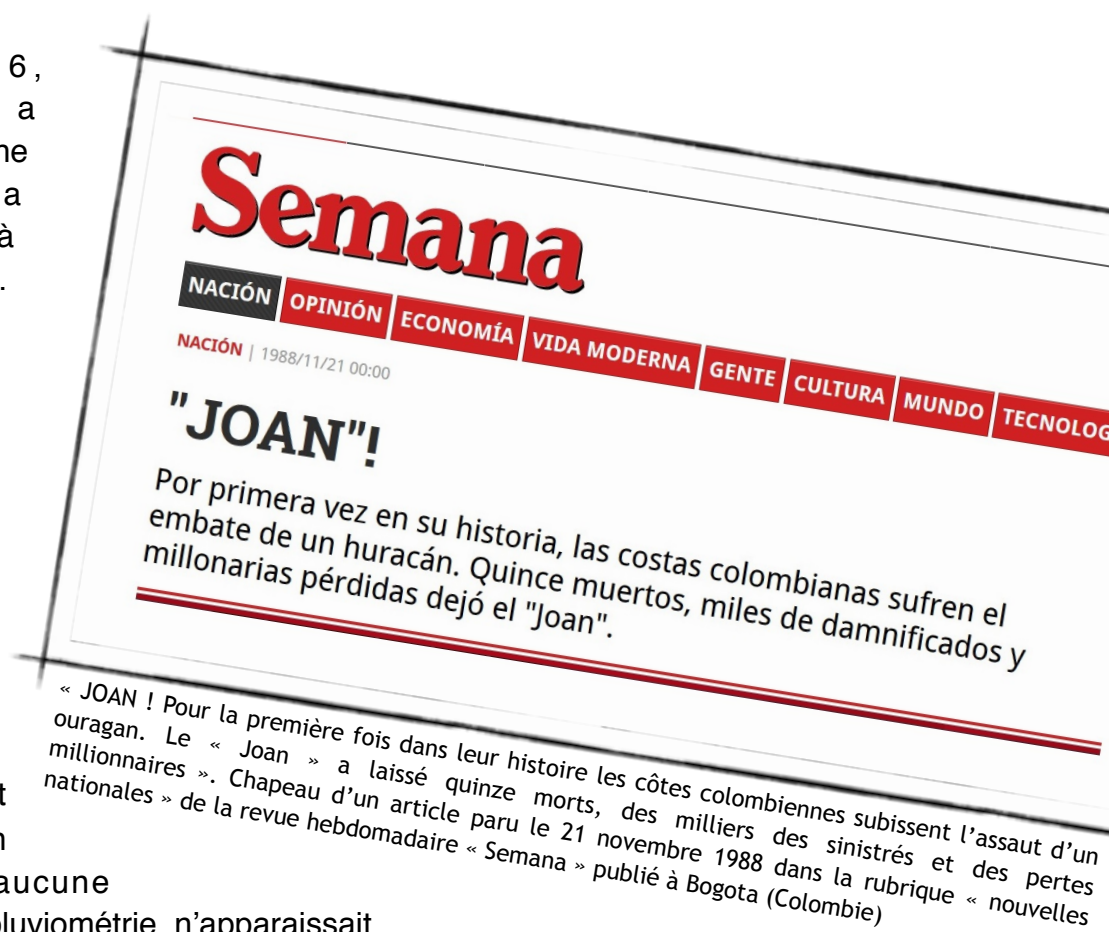 6,
a
ne
a
à
.
Semana
NACIÓN OPINIÓN ECONOMÍA VIDA MODERNA GENTE CULTURA MUNDO TECNOLOG
NACIÓN | 1988/11/21 00:00
"JOAN"!
Por primera vez en su historia, las costas colombianas sufren el
embate de un huracán. Quince muertos, miles de damnificados y
millonarias pérdidas dejó el "Joan".
« JOAN ! Pour la première fois dans leur histoire les côtes colombiennes subissent l’assaut d’un
ouragan. Le « Joan » a laissé quinze morts, des milliers des sinistrés et des pertes
millionnaires ». Chapeau d’un article paru le 21 novembre 1988 dans la rubrique « nouvelles
nationales » de la revue hebdomadaire « Semana » publié à Bogota (Colombie)
t
n
aucune
pluviométrie n’apparaissait